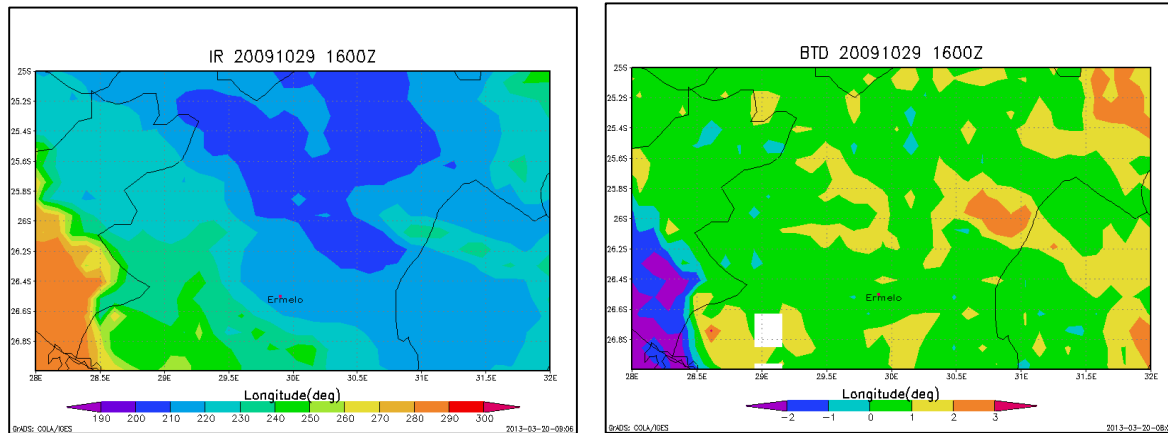 IR 20091029 1600Z
25S
25.2S
25.4S
25.6S
25.8S
26S
26.2S
26.4S
26.6S
26.8S
Ermelo
28E 28.5E 29E 29.5E 30E 30.5E 31E 31.5E 32E
Longitude(deg)
190 200 210 220 230 240 250 260 270 280 290 300
GrADS: COLA/IGES
2013-03-20-09:06
BTD 20091029 1600Z
25S
25.2S
25.4S
25.6S
25.8S
26S
26.2S
26.4S
26.6S
26.8S
Ermelo
28E 28.5E 29E 29.5E 30E 30.5E 31E 31.5E 32E
Longitude(deg)
-2 -1 0 1 2 3
GrADS: COLA/IGES